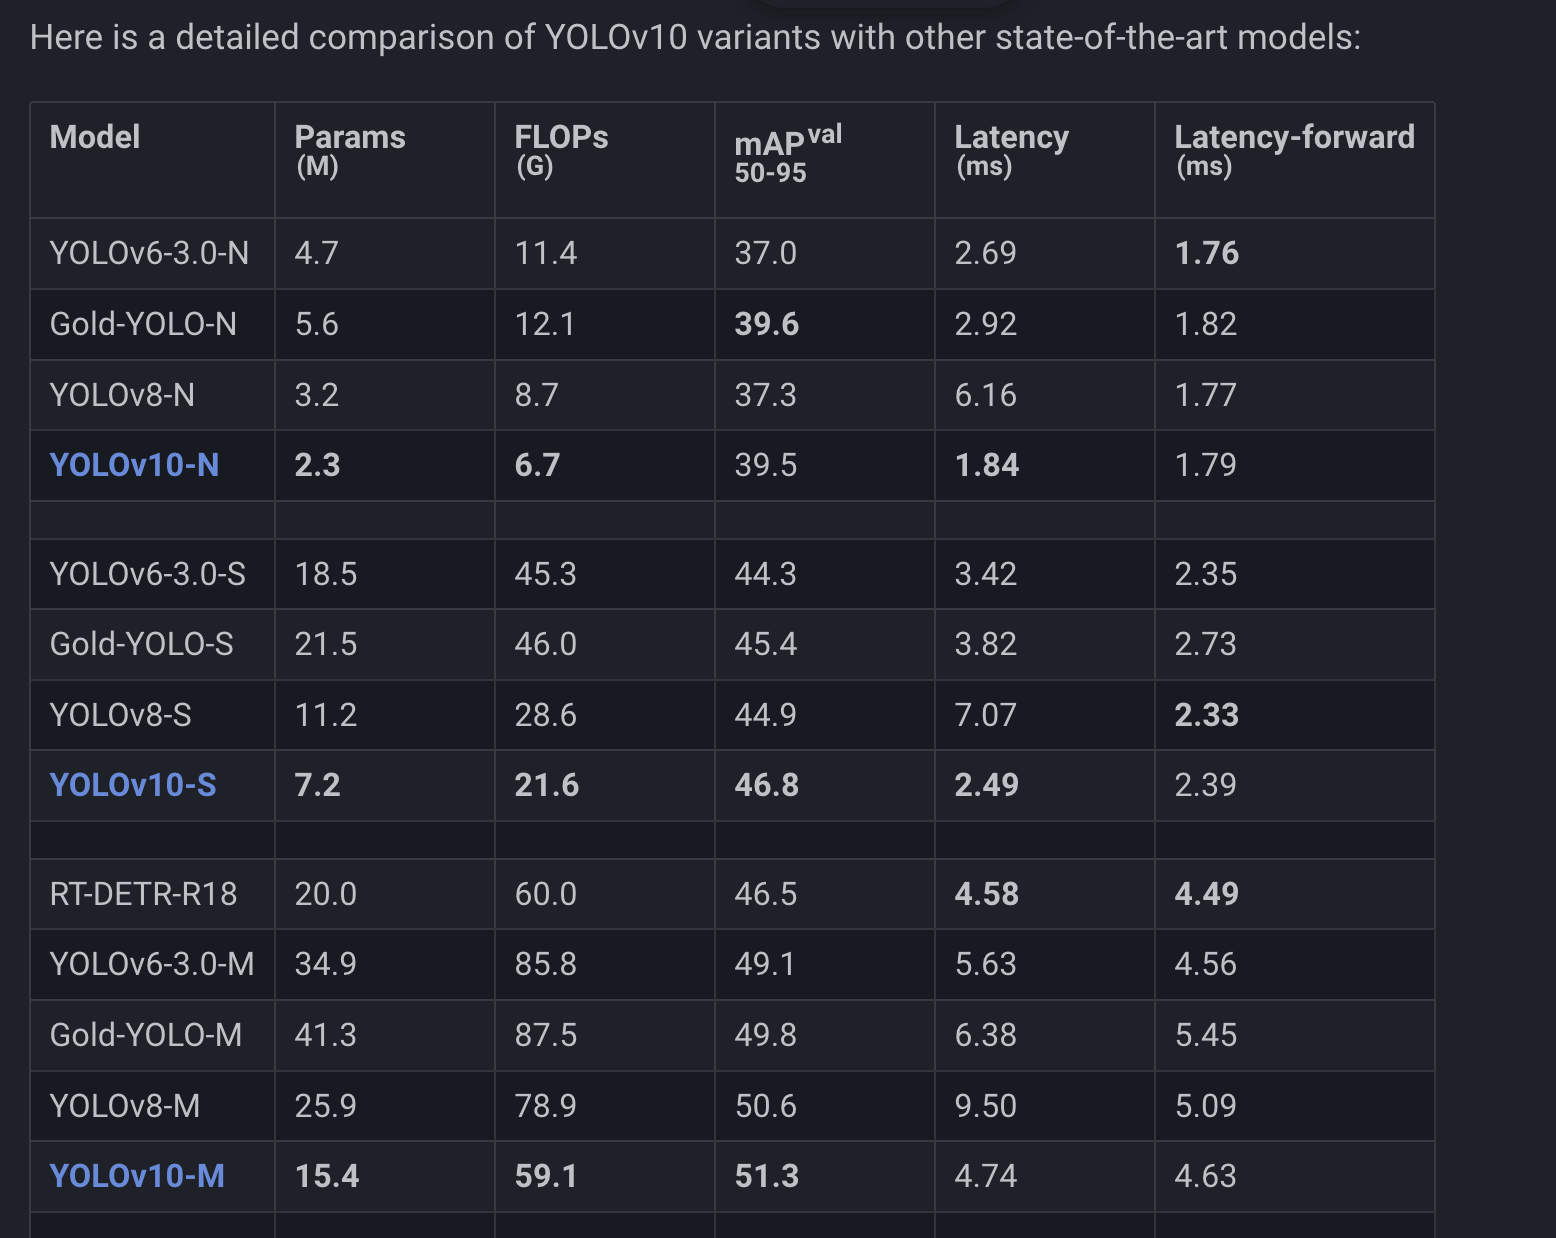 Here is a detailed comparison of YOLOv10 variants with other state-of-the-art models:
Model Params (M) FLOPs (G) mAP val 50-95 Latency (ms) Latency-forward (ms)
YOLOv6-3.0-N 4.7 11.4 37.0 2.69 1.76
Gold-YOLO-N 5.6 12.1 39.6 2.92 1.82
YOLOv8-N 3.2 8.7 37.3 6.16 1.77
YOLOv10-N 2.3 6.7 39.5 1.84 1.79
YOLOv6-3.0-S 18.5 45.3 44.3 3.42 2.35
Gold-YOLO-S 21.5 46.0 45.4 3.82 2.73
YOLOv8-S 11.2 28.6 44.9 7.07 2.33
YOLOv10-S 7.2 21.6 46.8 2.49 2.39
RT-DETR-R18 20.0 60.0 46.5 4.58 4.49
YOLOv6-3.0-M 34.9 85.8 49.1 5.63 4.56
Gold-YOLO-M 41.3 87.5 49.8 6.38 5.45
YOLOv8-M 25.9 78.9 50.6 9.50 5.09
YOLOv10-M 15.4 59.1 51.3 4.74 4.63